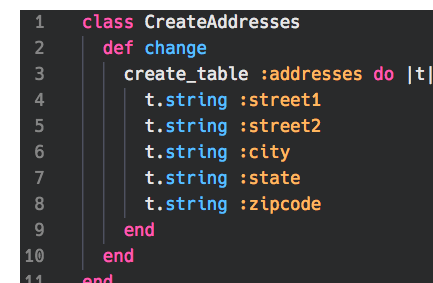 1 class CreateAddresses
2 def change
3 create_table :addresses do |t|
4 t.string :street1
5 t.string :street2
6 t.string :city
7 t.string :state
8 t.string :zipcode
9 end
10 end
11 end